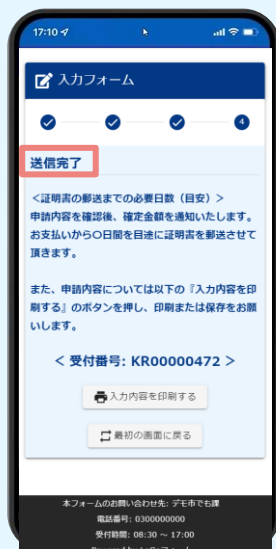 17:10
入力フォーム
4
送信完了
＜証明書の郵送までの必要日数（目安）＞
申請内容を確認後、確定金額を通知いたします。
お支払いから〇日間を目途に証明書を郵送させて
頂きます。
また、申請内容については以下の『入力内容を印
刷する』のボタンを押し、印刷または保存をお願
いします。
＜ 受付番号: KR00000472 ＞
入力内容を印刷する
最初の画面に戻る
本フォームのお問い合わせ先: デモ市でも課
電話番号: 0300000000
受付時間: 08:30 ～ 17:00